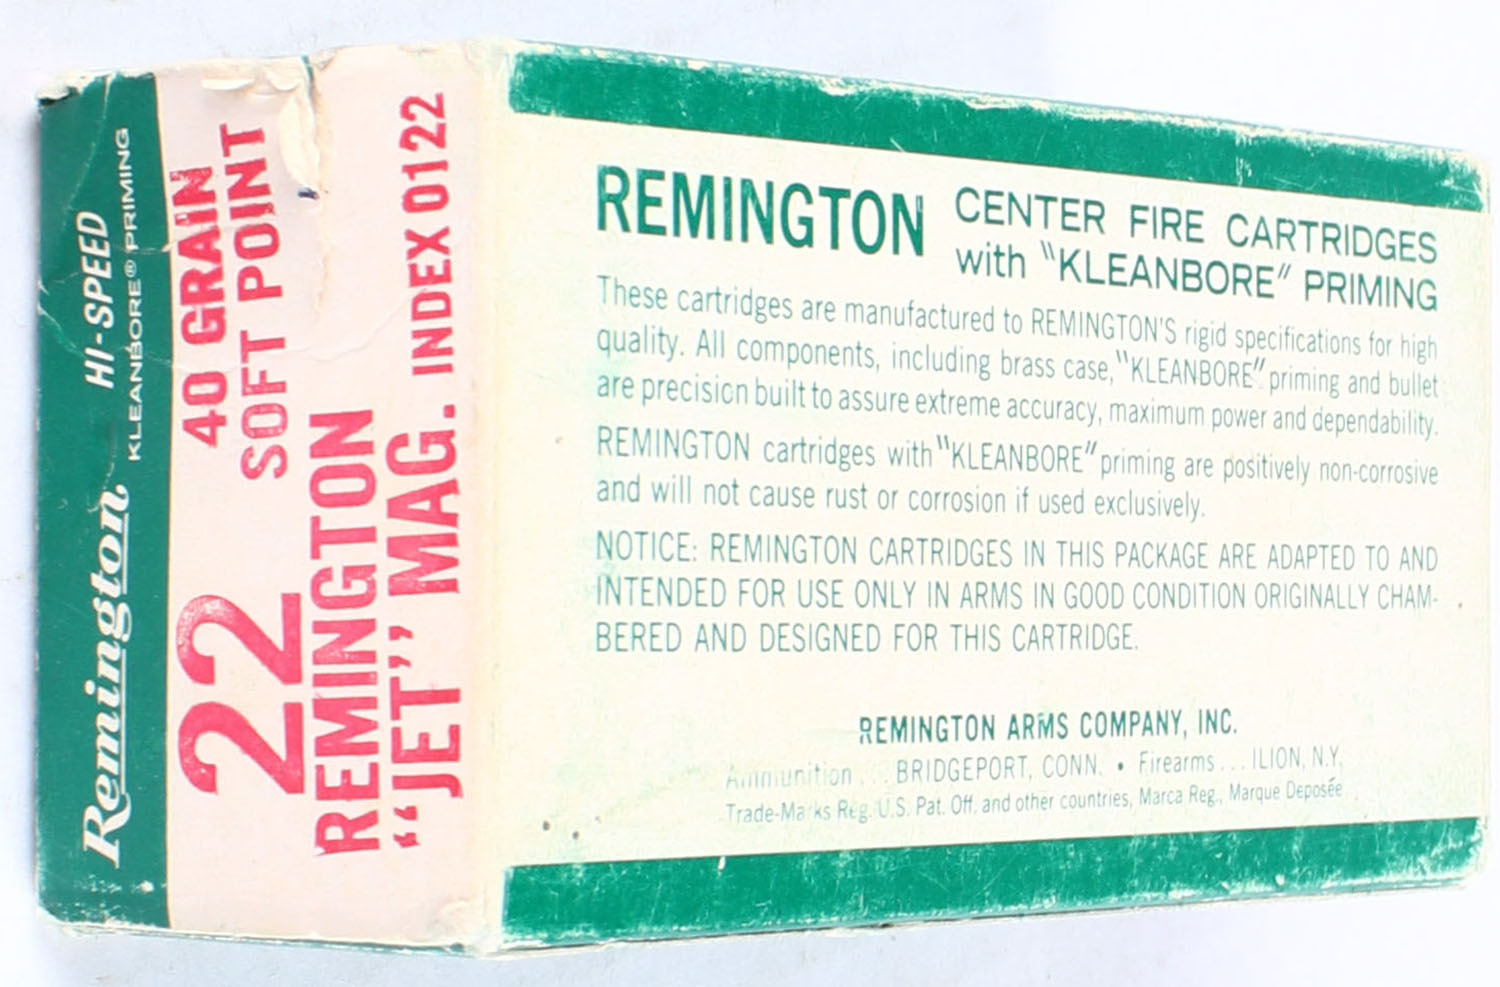 Remington HI-SPEED
KLEANBORE® PRIMING
22
40 GRAIN
SOFT POINT
REMINGTON
"JET" MAG. INDEX 0122
REMINGTON
CENTER FIRE CARTRIDGES
with "KLEANBORE" PRIMING
These cartridges are manufactured to REMINGTON'S rigid specifications for high
quality. All components, including brass case, "KLEANBORE" priming and bullet
are precision built to assure extreme accuracy, maximum power and dependability.
REMINGTON cartridges with "KLEANBORE" priming are positively non-corrosive
and will not cause rust or corrosion if used exclusively.
NOTICE: REMINGTON CARTRIDGES IN THIS PACKAGE ARE ADAPTED TO AND
INTENDED FOR USE ONLY IN ARMS IN GOOD CONDITION ORIGINALLY CHAM-
BERED AND DESIGNED FOR THIS CARTRIDGE.
REMINGTON ARMS COMPANY, INC.
Ammunition . . . BRIDGEPORT, CONN. • Firearms . . . ILION, N.Y.
Trade-Marks Reg. U.S. Pat. Off. and other countries, Marca Reg., Marque Deposée